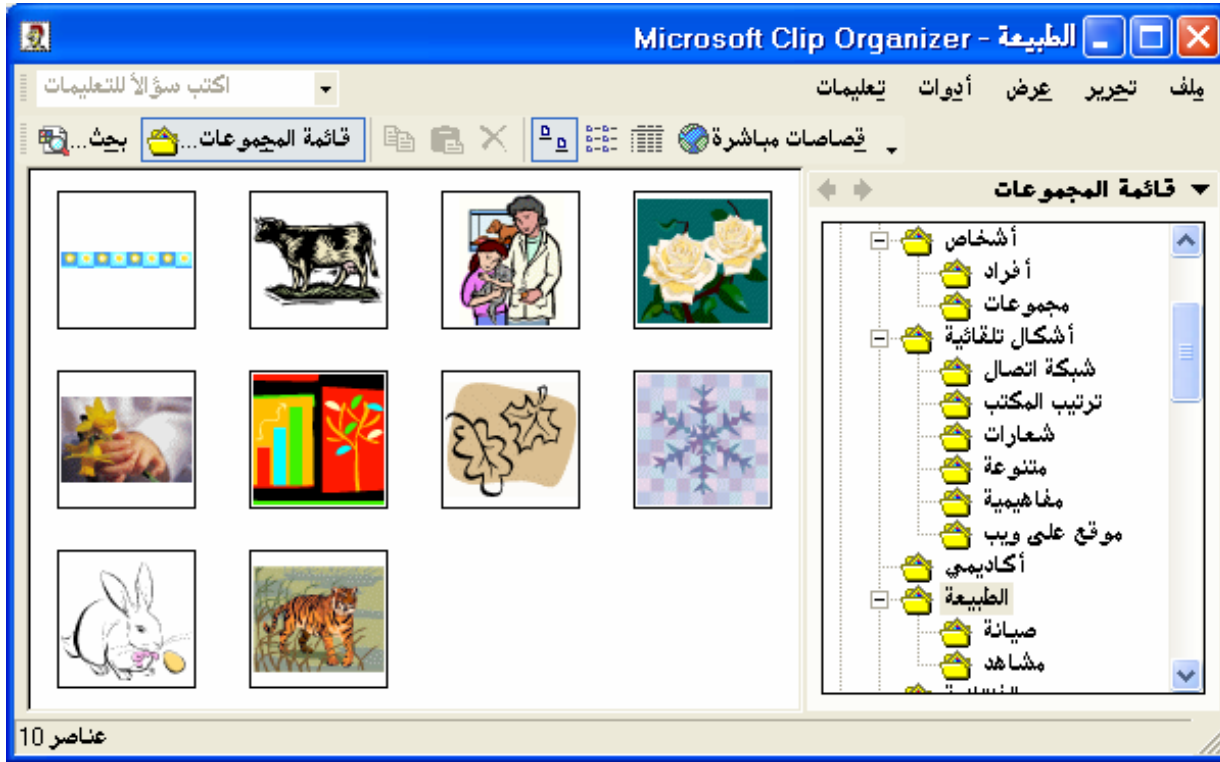 الطبيعة - Microsoft Clip Organizer
ملف تحرير عرض أدوات تعليمات
اكتب سؤالاً للتعليمات
قصاصات مباشرة
قائمة المجموعات...
بحث...
قائمة المجموعات
أشخاص
أفراد
مجموعات
أشكال تلقائية
شبكة اتصال
ترتيب المكتب
شعارات
متنوعة
مفاهيمية
موقع على ويب
أكاديمي
الطبيعة
صيانة
مشاهد
عناصر 10